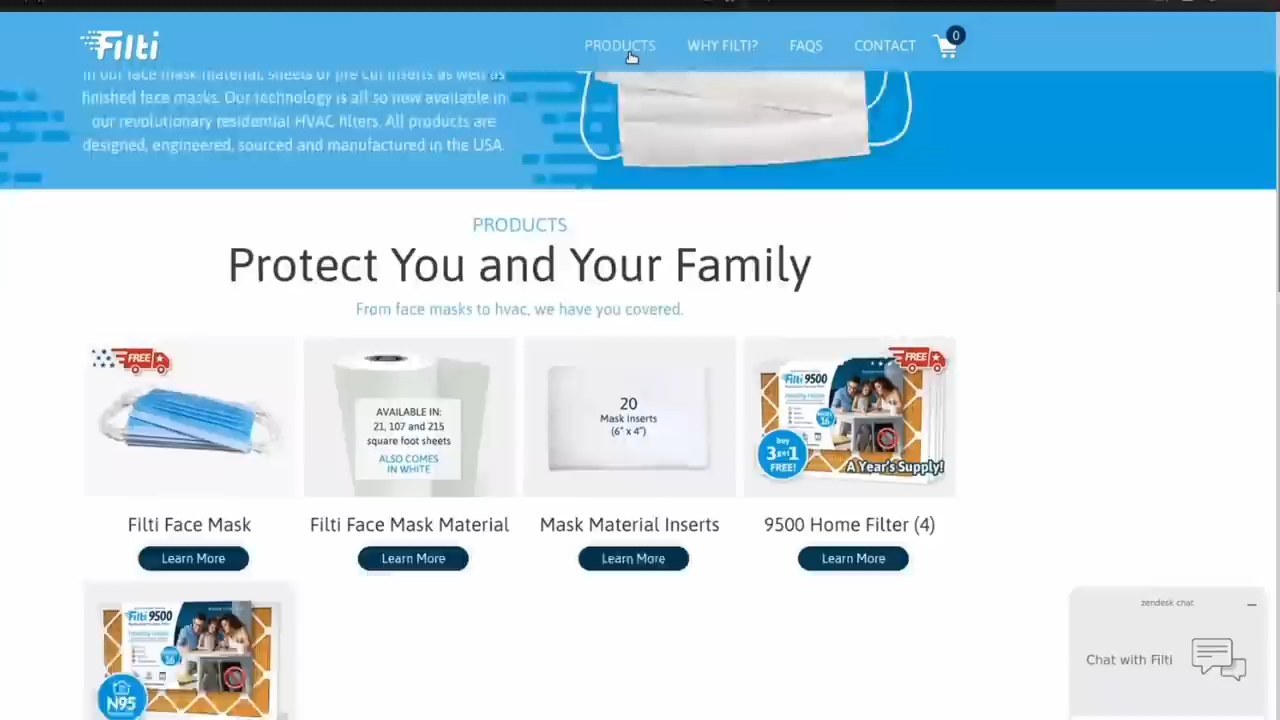 Filti
PRODUCTS
WHY FILTI?
FAQS
CONTACT
0
in our face mask material, sheets or pre cut inserts as well as
finished face masks. Our technology is all so now available in
our revolutionary residential HVAC filters. All products are
designed, engineered, sourced and manufactured in the USA.
PRODUCTS
Protect You and Your Family
From face masks to hvac, we have you covered.
FREE
AVAILABLE IN:
21, 107 and 215
square foot sheets
ALSO COMES
IN WHITE
20
Mask Inserts
(6" x 4")
FREE
Filti 9500
buy
3 get 1
FREE!
A Year's Supply!
Filti Face Mask
Filti Face Mask Material
Mask Material Inserts
9500 Home Filter (4)
Learn More
Learn More
Learn More
Learn More
Filti 9500
N95
zendesk chat
Chat with Filti